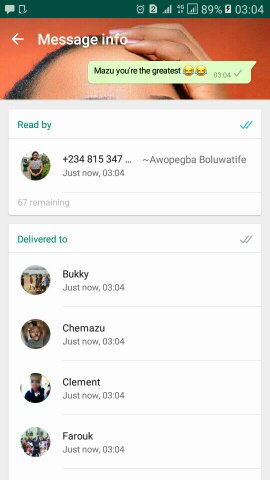 89% 03:04
Message info
Mazu you're the greatest 😂😂 03:04
Read by
+234 815 347 ... ~Awopegba Boluwatife
Just now, 03:04
67 remaining
Delivered to
Bukky
Just now, 03:04
Chemazu
Just now, 03:04
Clement
Just now, 03:04
Farouk
Just now, 03:04